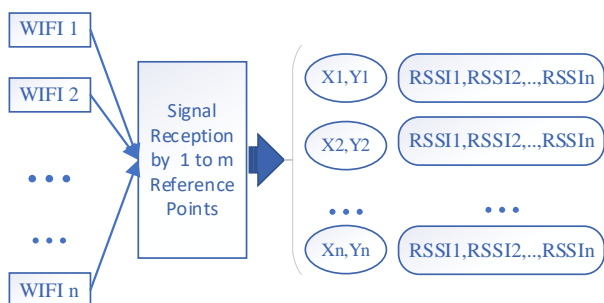 WIFI 1
WIFI 2
...
...
WIFI n
Signal
Reception
by 1 to m
Reference
Points
X1,Y1
RSSI1,RSSI2,..,RSSIn
X2,Y2
RSSI1,RSSI2,..,RSSIn
...
...
Xn,Yn
RSSI1,RSSI2,..,RSSIn